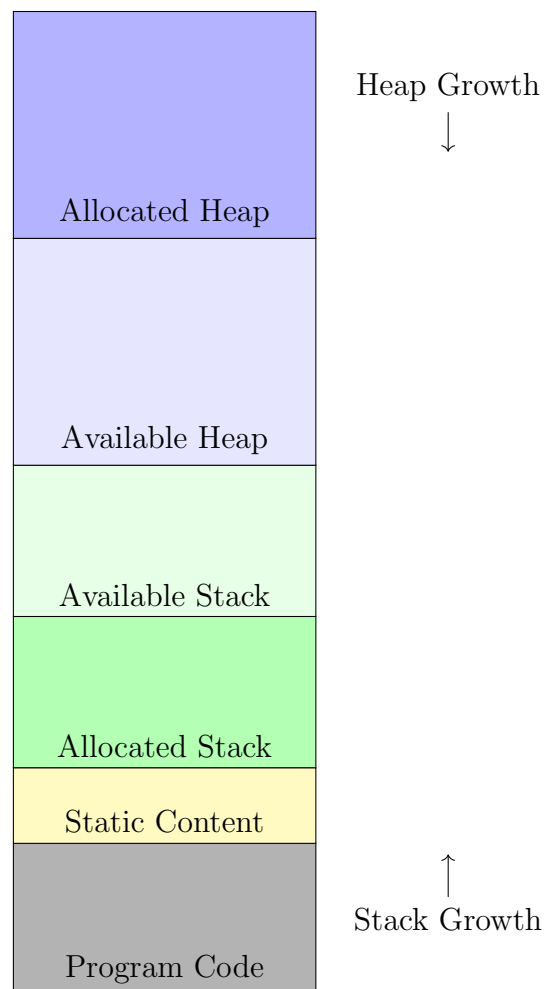 Heap Growth
Allocated Heap
Available Heap
Available Stack
Allocated Stack
Static Content
Stack Growth
Program Code